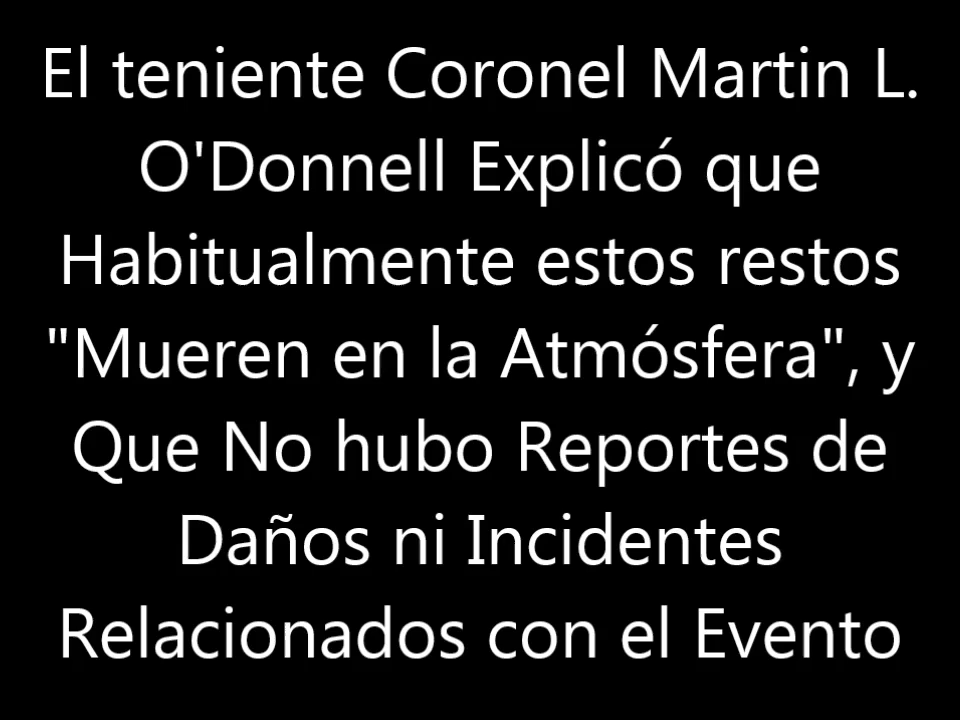 El teniente Coronel Martin L.
O'Donnell Explicó que
Habitualmente estos restos
"Mueren en la Atmósfera", y
Que No hubo Reportes de
Daños ni Incidentes
Relacionados con el Evento